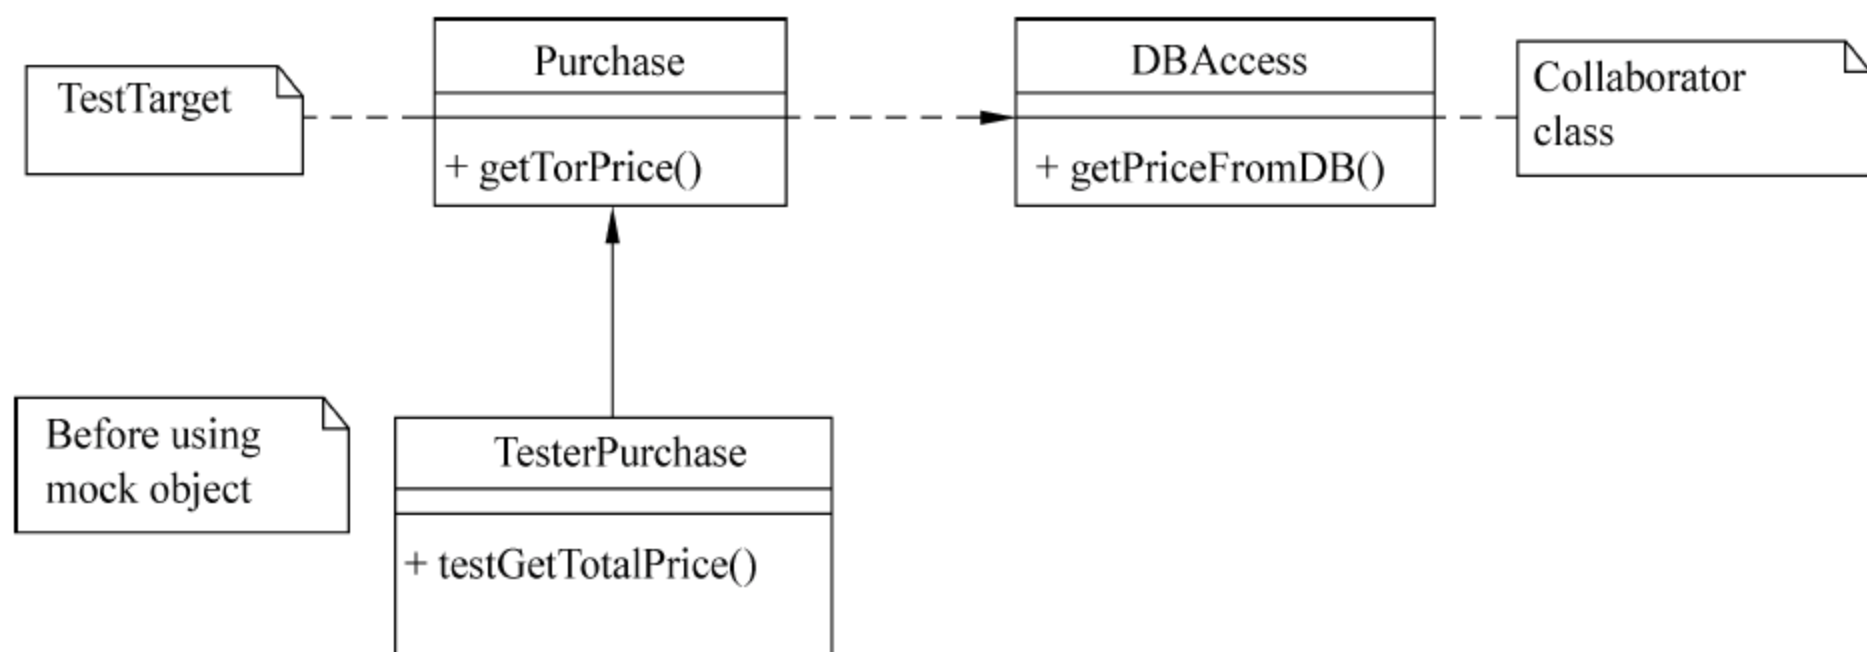 TestTarget
Purchase
+ getTorPrice()
DBAccess
+ getPriceFromDB()
Collaborator
class
Before using
mock object
TesterPurchase
+ testGetTotalPrice()